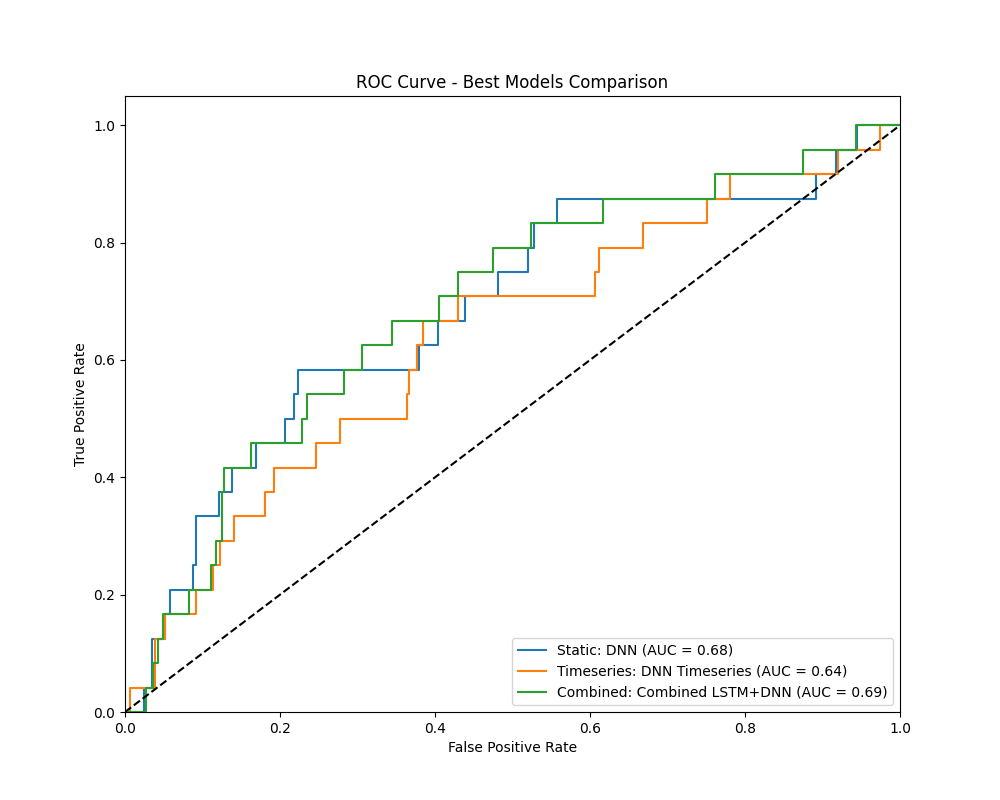 ROC Curve - Best Models Comparison
1.0
0.8
0.6
0.4
0.2
0.0
True Positive Rate
Static: DNN (AUC = 0.68)
Timeseries: DNN Timeseries (AUC = 0.64)
Combined: Combined LSTM+DNN (AUC = 0.69)
0.0 0.2 0.4 0.6 0.8 1.0
False Positive Rate